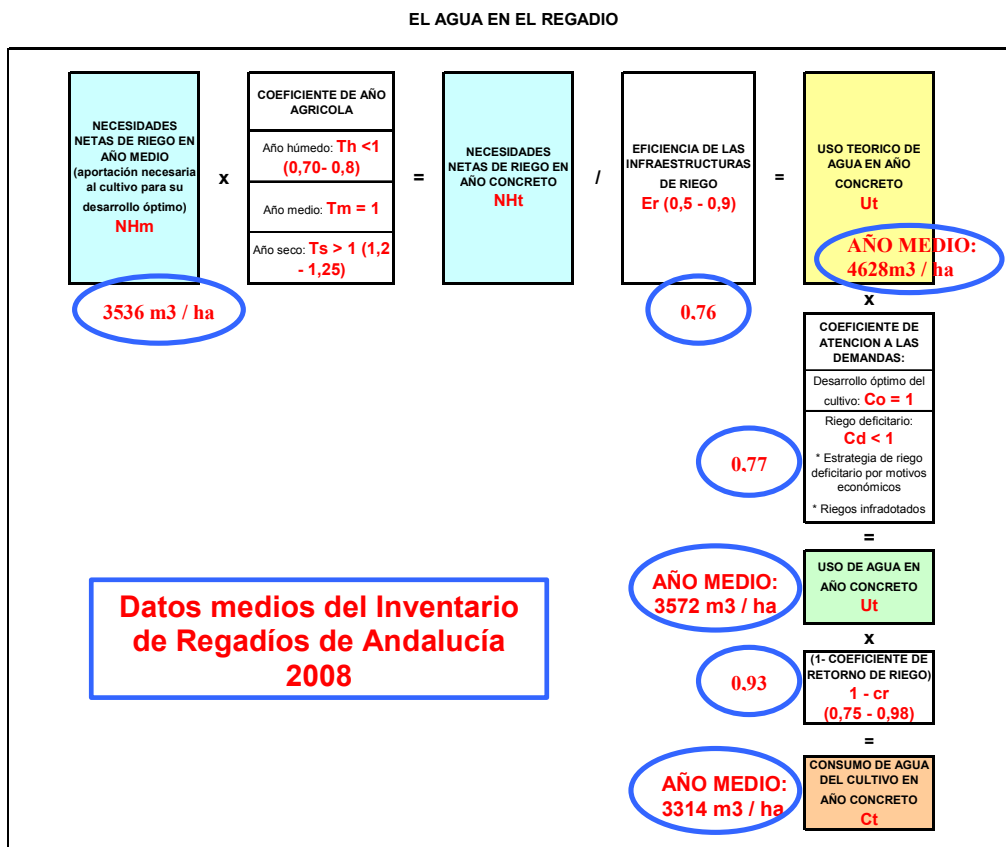 EL AGUA EN EL REGADIO
NECESIDADES
NETAS DE RIEGO EN
AÑO MEDIO
(aportación necesaria
al cultivo para su
desarrollo óptimo)
NHm
3536 m3 / ha
x
COEFICIENTE DE AÑO
AGRICOLA
Año húmedo: Th <1
(0,70- 0,8)
Año medio: Tm = 1
Año seco: Ts > 1 (1,2
- 1,25)
=
NECESIDADES
NETAS DE RIEGO EN
AÑO CONCRETO
NHt
/
EFICIENCIA DE LAS
INFRAESTRUCTURAS
DE RIEGO
Er (0,5 - 0,9)
0,76
=
USO TEORICO DE
AGUA EN AÑO
CONCRETO
Ut
AÑO MEDIO:
4628m3 / ha
x
COEFICIENTE DE
ATENCION A LAS
DEMANDAS:
Desarrollo óptimo del
cultivo: Co = 1
Riego deficitario:
Cd < 1
* Estrategia de riego
deficitario por motivos
económicos
* Riegos infradotados
0,77
=
USO DE AGUA EN
AÑO CONCRETO
Ut
AÑO MEDIO:
3572 m3 / ha
x
(1- COEFICIENTE DE
RETORNO DE RIEGO)
1 - cr
(0,75 - 0,98)
0,93
=
CONSUMO DE AGUA
DEL CULTIVO EN
AÑO CONCRETO
Ct
AÑO MEDIO:
3314 m3 / ha
Datos medios del Inventario
de Regadíos de Andalucía
2008